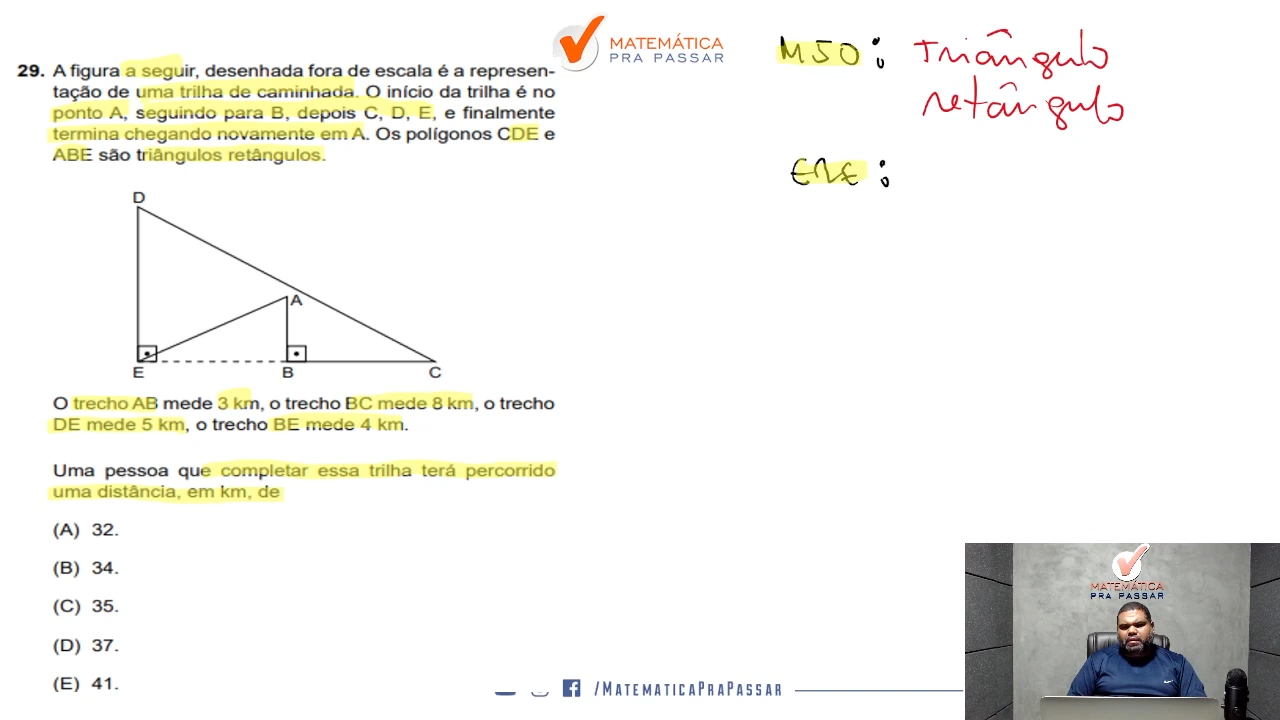 MATEMÁTICA
PRA PASSAR
M50: triângulo
retângulo
29. A figura a seguir, desenhada fora de escala é a represen-
tação de uma trilha de caminhada. O início da trilha é no
ponto A, seguindo para B, depois C, D, E, e finalmente
termina chegando novamente em A. Os polígonos CDE e
ABE são triângulos retângulos.
D
A
E B C
O trecho AB mede 3 km, o trecho BC mede 8 km, o trecho
DE mede 5 km, o trecho BE mede 4 km.
Uma pessoa que completar essa trilha terá percorrido
uma distância, em km, de
(A) 32.
(B) 34.
(C) 35.
(D) 37.
(E) 41.
/MATEMATICAPRAPASSAR
MATEMÁTICA
PRA PASSAR